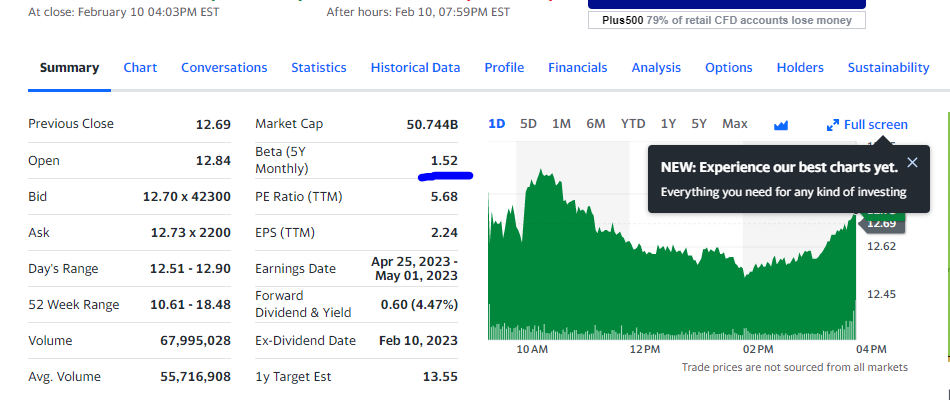 At close: February 10 04:03PM EST
After hours: Feb 10, 07:59PM EST
Plus500 79% of retail CFD accounts lose money
Summary Chart Conversations Statistics Historical Data Profile Financials Analysis Options Holders Sustainability
Previous Close 12.69
Open 12.84
Bid 12.70 x 42300
Ask 12.73 x 2200
Day's Range 12.51 - 12.90
52 Week Range 10.61 - 18.48
Volume 67,995,028
Avg. Volume 55,716,908
Market Cap 50.744B
Beta (5Y
Monthly) 1.52
PE Ratio (TTM) 5.68
EPS (TTM) 2.24
Earnings Date Apr 25, 2023 -
May 01, 2023
Forward
Dividend & Yield 0.60 (4.47%)
Ex-Dividend Date Feb 10, 2023
1y Target Est 13.55
1D 5D 1M 6M YTD 1Y 5Y Max Full screen
NEW: Experience our best charts yet.
Everything you need for any kind of investing
12.69
12.62
12.45
10 AM 12 PM 02 PM 04 PM
Trade prices are not sourced from all markets